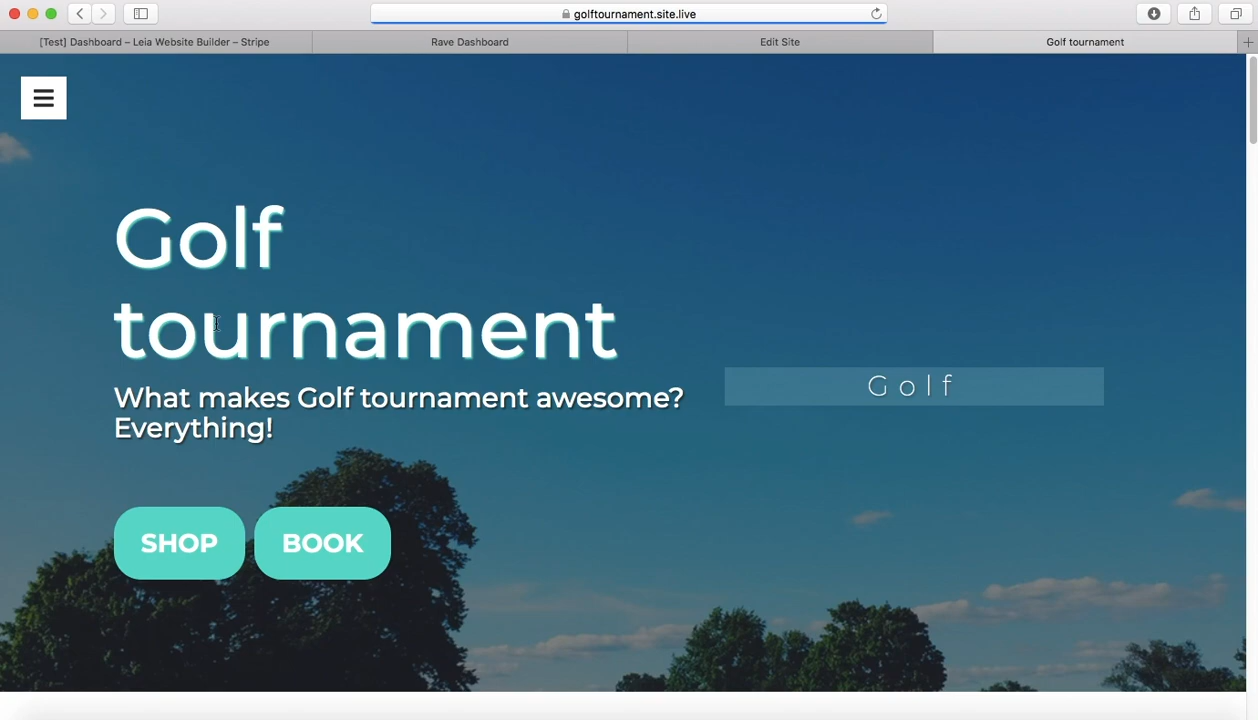 golftournament.site.live
[Test] Dashboard – Leia Website Builder – Stripe
Rave Dashboard
Edit Site
Golf tournament
Golf
tournament
What makes Golf tournament awesome?
Everything!
Golf
SHOP
BOOK